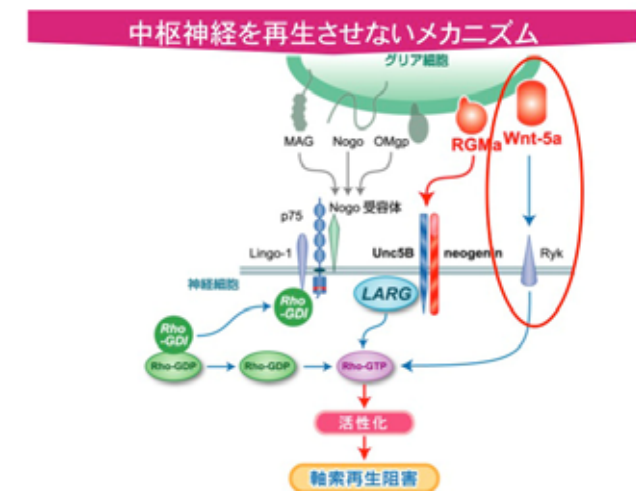 中枢神経を再生させないメカニズム
グリア細胞
MAG Nogo OMgp
RGMa
Wnt-5a
Nogo 受容体
p75
Lingo-1
Unc5B
neogenin
Ryk
神経細胞
Rho
-GDI
LARG
Rho
-GDI
Rho-GDP
Rho-GDP
Rho-GTP
活性化
軸索再生阻害